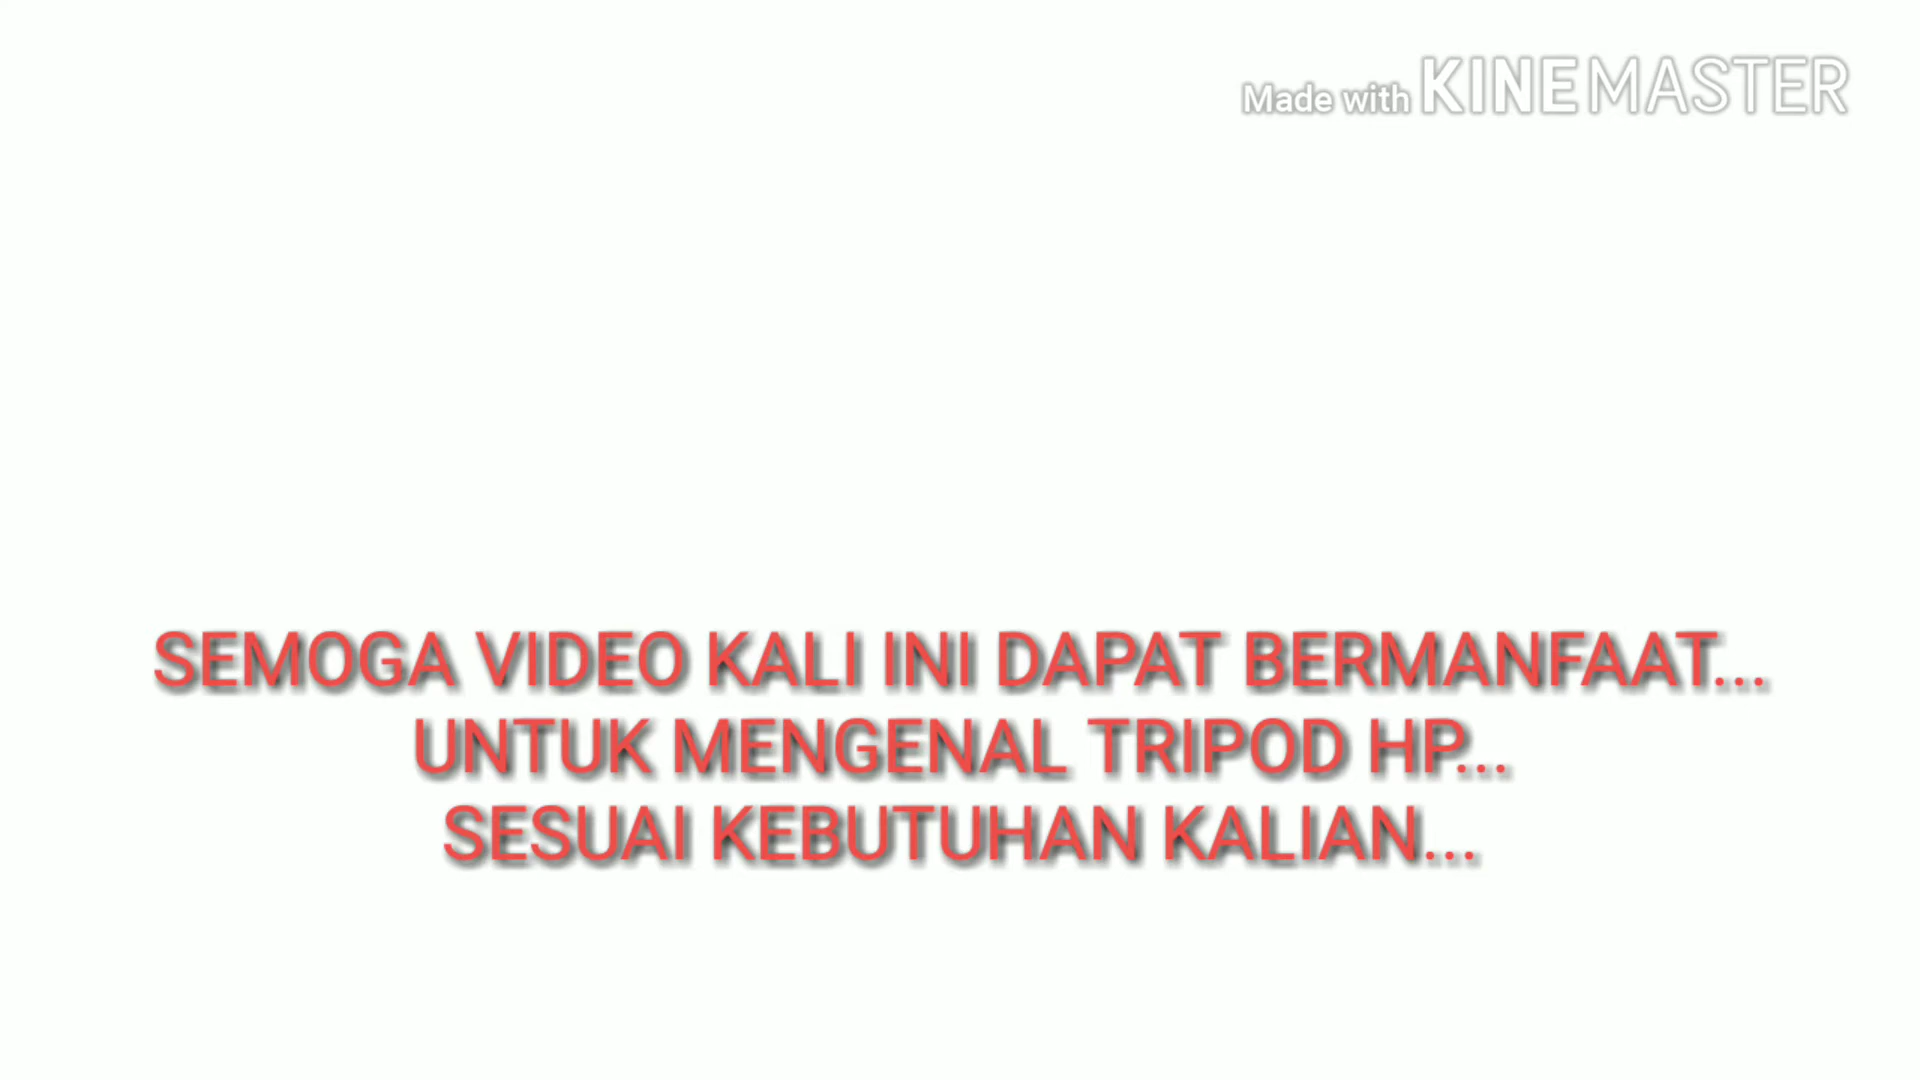 Made with KINEMASTER
SEMOGA VIDEO KALI INI DAPAT BERMANFAAT...
UNTUK MENGENAL TRIPOD HP...
SESUAI KEBUTUHAN KALIAN...